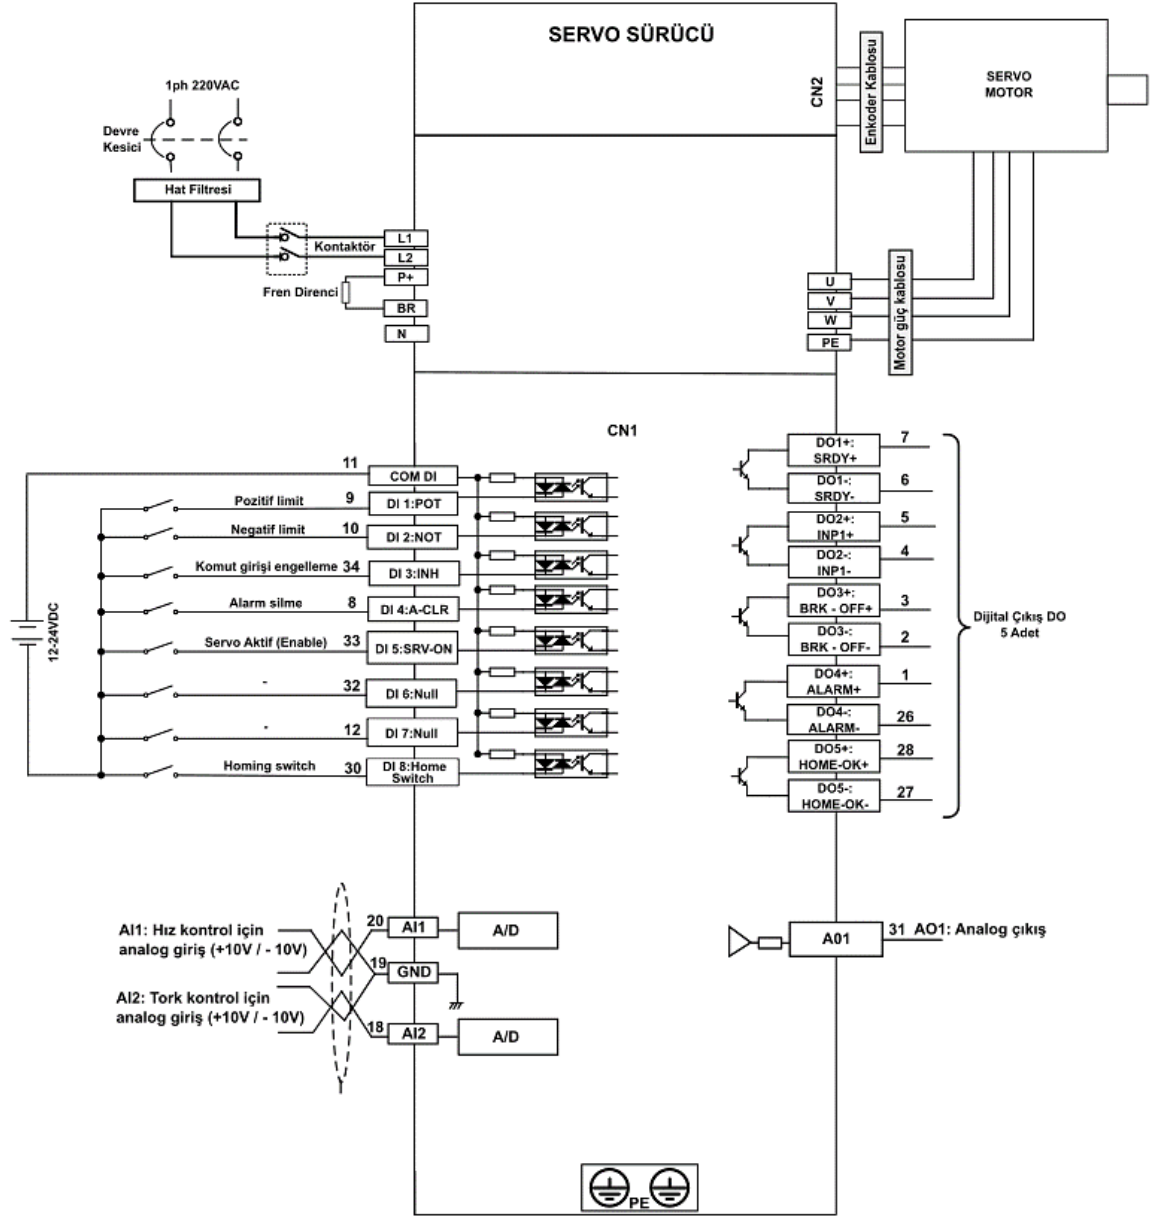 SERVO SÜRÜCÜ
CN2
Enkoder Kablosu
SERVO
MOTOR
1ph 220VAC
Devre
Kesici
Hat Filtresi
Kontaktör
L1
L2
P+
Fren Direnci
BR
N
U
V
W
PE
Motor güç kablosu
CN1
11 COM DI
Pozitif limit 9 DI 1:POT
Negatif limit 10 DI 2:NOT
Komut girişi engelleme 34 DI 3:INH
Alarm silme 8 DI 4:A-CLR
Servo Aktif (Enable) 33 DI 5:SRV-ON
- 32 DI 6:Null
- 12 DI 7:Null
Homing switch 30 DI 8:Home
Switch
12-24VDC
DO1+: 7
SRDY+
DO1-: 6
SRDY-
DO2+: 5
INP1+
DO2-: 4
INP1-
DO3+: 3
BRK - OFF+
DO3-: 2
BRK - OFF-
DO4+: 1
ALARM+
DO4-: 26
ALARM-
DO5+: 28
HOME-OK+
DO5-: 27
HOME-OK-
Dijital Çıkış DO
5 Adet
AI1: Hız kontrol için
analog giriş (+10V / - 10V)
20 AI1 A/D
19 GND
AI2: Tork kontrol için
analog giriş (+10V / - 10V)
18 AI2 A/D
A01 31 AO1: Analog çıkış
PE